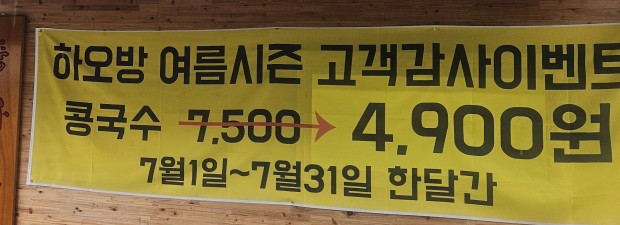 하오방 여름시즌 고객감사이벤트
콩국수 7,500 → 4,900원
7월1일~7월31일 한달간